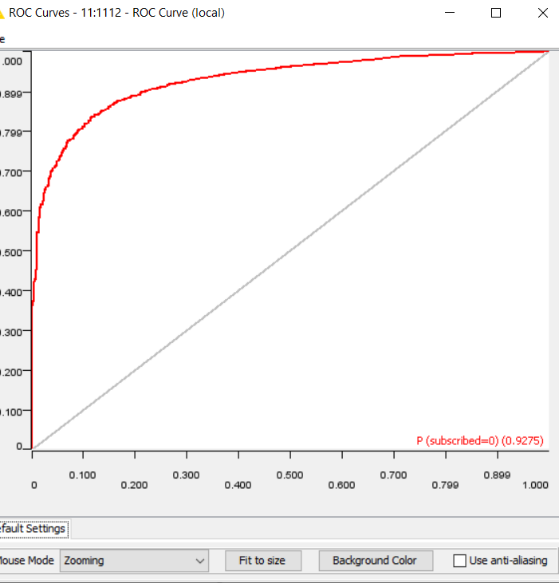 ROC Curves - 11:1112 - ROC Curve (local)
e
.000
0.899
0.799
0.700
0.600
0.500
0.400
0.300
0.200
0.100
0
P (subscribed=0) (0.9275)
0.100 0.300 0.500 0.700 0.899
0 0.200 0.400 0.600 0.799 1.000
efault Settings
Mouse Mode Zooming Fit to size Background Color Use anti-aliasing